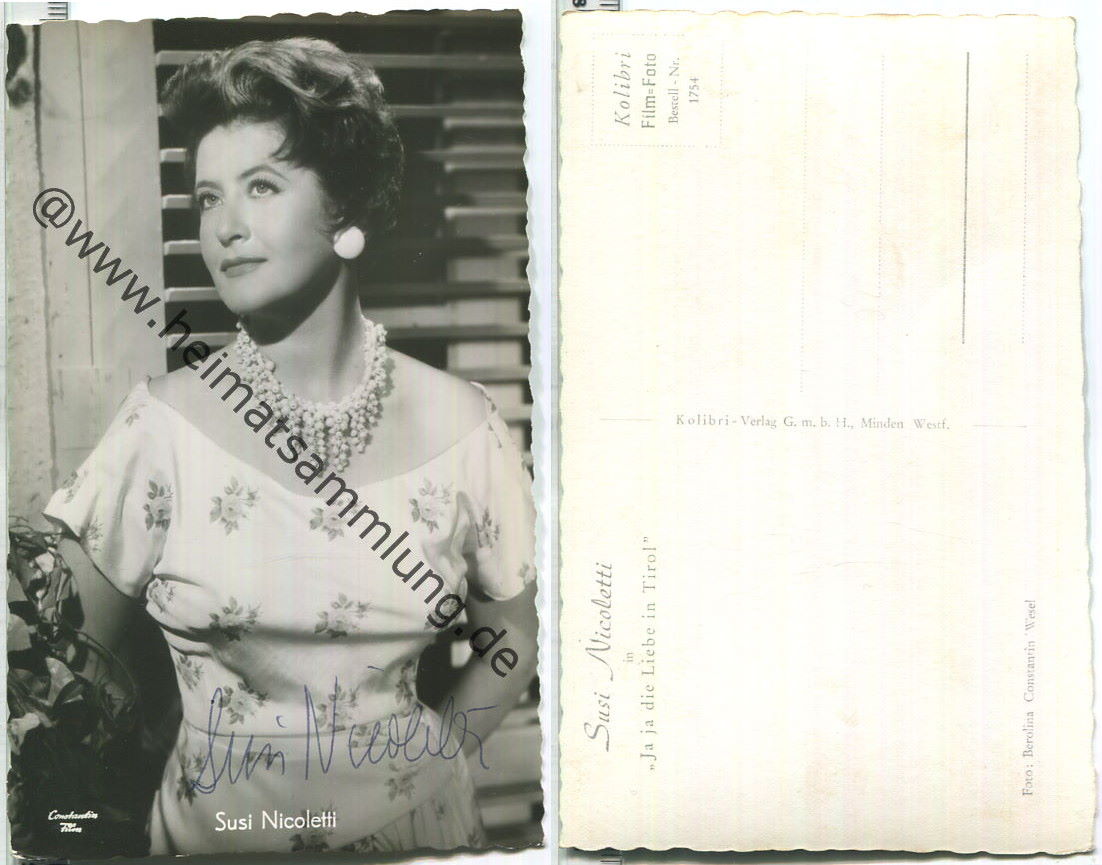 @www.heimatsammlung.de
Susi Nicoletti
Constantin
Film
Susi Nicoletti
Kolibri
Film=Foto
Bestell-Nr.
1754
Kolibri-Verlag G. m. b. H., Minden Westf.
Susi Nicoletti
in
„Ja ja die Liebe in Tirol"
Foto: Berolina Constantin Wesel